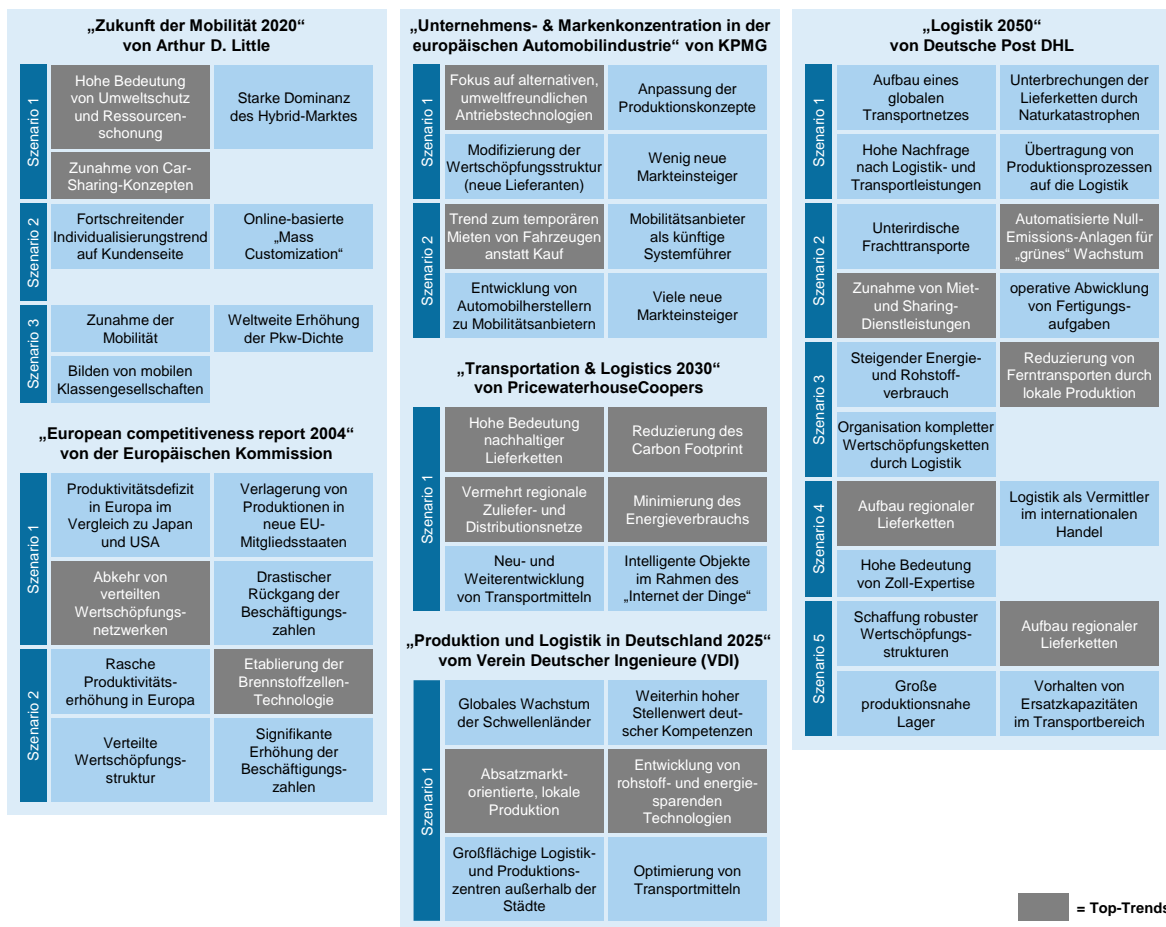 „Zukunft der Mobilität 2020“
von Arthur D. Little
Szenario 1
Hohe Bedeutung
von Umweltschutz
und Ressourcen-
schonung
Starke Dominanz
des Hybrid-Marktes
Zunahme von Car-
Sharing-Konzepten
Szenario 2
Fortschreitender
Individualisierungstrend
auf Kundenseite
Online-basierte
„Mass
Customization“
Szenario 3
Zunahme der
Mobilität
Weltweite Erhöhung
der Pkw-Dichte
Bilden von mobilen
Klassengesellschaften
„European competitiveness report 2004“
von der Europäischen Kommission
Szenario 1
Produktivitätsdefizit
in Europa im
Vergleich zu Japan
und USA
Verlagerung von
Produktionen in
neue EU-
Mitgliedsstaaten
Abkehr von
verteilten
Wertschöpfungs-
netzwerken
Drastischer
Rückgang der
Beschäftigungs-
zahlen
Szenario 2
Rasche
Produktivitäts-
erhöhung in Europa
Etablierung der
Brennstoffzellen-
Technologie
Verteilte
Wertschöpfungs-
struktur
Signifikante
Erhöhung der
Beschäftigungs-
zahlen
„Unternehmens- & Markenkonzentration in der
europäischen Automobilindustrie“ von KPMG
Szenario 1
Fokus auf alternativen,
umweltfreundlichen
Antriebstechnologien
Anpassung der
Produktionskonzepte
Modifizierung der
Wertschöpfungsstruktur
(neue Lieferanten)
Wenig neue
Markteinsteiger
Szenario 2
Trend zum temporären
Mieten von Fahrzeugen
anstatt Kauf
Mobilitätsanbieter
als künftige
Systemführer
Entwicklung von
Automobilherstellern
zu Mobilitätsanbietern
Viele neue
Markteinsteiger
„Transportation & Logistics 2030“
von PricewaterhouseCoopers
Szenario 1
Hohe Bedeutung
nachhaltiger
Lieferketten
Reduzierung des
Carbon Footprint
Vermehrt regionale
Zuliefer- und
Distributionsnetze
Minimierung des
Energieverbrauchs
Neu- und
Weiterentwicklung
von Transportmitteln
Intelligente Objekte
im Rahmen des
„Internet der Dinge“
„Produktion und Logistik in Deutschland 2025“
vom Verein Deutscher Ingenieure (VDI)
Szenario 1
Globales Wachstum
der Schwellenländer
Weiterhin hoher
Stellenwert deut-
scher Kompetenzen
Absatzmarkt-
orientierte, lokale
Produktion
Entwicklung von
rohstoff- und energie-
sparenden
Technologien
Großflächige Logistik-
und Produktions-
zentren außerhalb der
Städte
Optimierung von
Transportmitteln
„Logistik 2050“
von Deutsche Post DHL
Szenario 1
Aufbau eines
globalen
Transportnetzes
Unterbrechungen der
Lieferketten durch
Naturkatastrophen
Hohe Nachfrage
nach Logistik- und
Transportleistungen
Übertragung von
Produktionsprozessen
auf die Logistik
Szenario 2
Unterirdische
Frachttransporte
Automatisierte Null-
Emissions-Anlagen für
„grünes“ Wachstum
Zunahme von Miet-
und Sharing-
Dienstleistungen
operative Abwicklung
von Fertigungs-
aufgaben
Szenario 3
Steigender Energie-
und Rohstoff-
verbrauch
Reduzierung von
Ferntransporten durch
lokale Produktion
Organisation kompletter
Wertschöpfungsketten
durch Logistik
Szenario 4
Aufbau regionaler
Lieferketten
Logistik als Vermittler
im internationalen
Handel
Hohe Bedeutung
von Zoll-Expertise
Szenario 5
Schaffung robuster
Wertschöpfungs-
strukturen
Aufbau regionaler
Lieferketten
Große
produktionsnahe
Lager
Vorhalten von
Ersatzkapazitäten
im Transportbereich
= Top-Trends